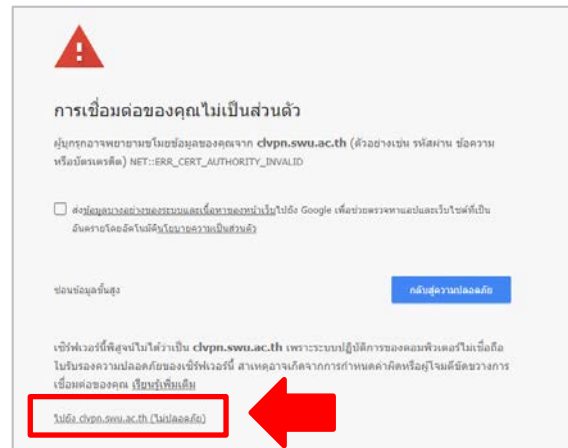 การเชื่อมต่อของคุณไม่เป็นส่วนตัว
ผู้บุกรุกอาจพยายามขโมยข้อมูลของคุณจาก clvpn.swu.ac.th (ตัวอย่างเช่น รหัสผ่าน ข้อความ
หรือบัตรเครดิต) NET::ERR_CERT_AUTHORITY_INVALID
ส่งข้อมูลบางอย่างของระบบและเนื้อหาของหน้าเว็บไปยัง Google เพื่อช่วยตรวจหาแอปและเว็บไซต์ที่เป็น
อันตรายโดยอัตโนมัติ นโยบายความเป็นส่วนตัว
ซ่อนข้อมูลขั้นสูง
กลับสู่ความปลอดภัย
เซิร์ฟเวอร์นี้พิสูจน์ไม่ได้ว่าเป็น clvpn.swu.ac.th เพราะระบบปฏิบัติการของคอมพิวเตอร์ไม่เชื่อถือ
ใบรับรองความปลอดภัยของเซิร์ฟเวอร์นี้ สาเหตุอาจเกิดจากการกำหนดค่าผิดหรือผู้โจมตีขัดขวางการ
เชื่อมต่อของคุณ เรียนรู้เพิ่มเติม
ไปยัง clvpn.swu.ac.th (ไม่ปลอดภัย)